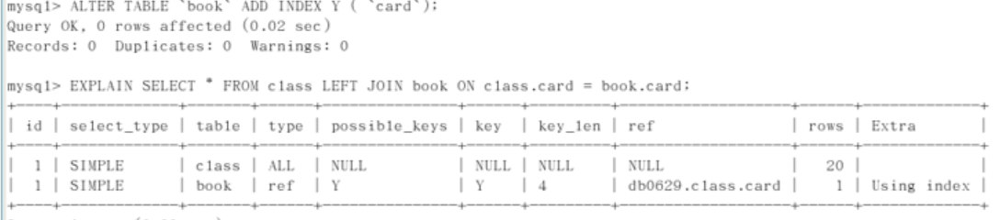 mysql> ALTER TABLE `book` ADD INDEX Y ( `card`);
Query OK, 0 rows affected (0.02 sec)
Records: 0  Duplicates: 0  Warnings: 0
mysql> EXPLAIN SELECT * FROM class LEFT JOIN book ON class.card = book.card;
| id | select_type | table | type | possible_keys | key | key_len | ref | rows | Extra |
| 1 | SIMPLE | class | ALL | NULL | NULL | NULL | NULL | 20 | |
| 1 | SIMPLE | book | ref | Y | Y | 4 | db0629.class.card | 1 | Using index |